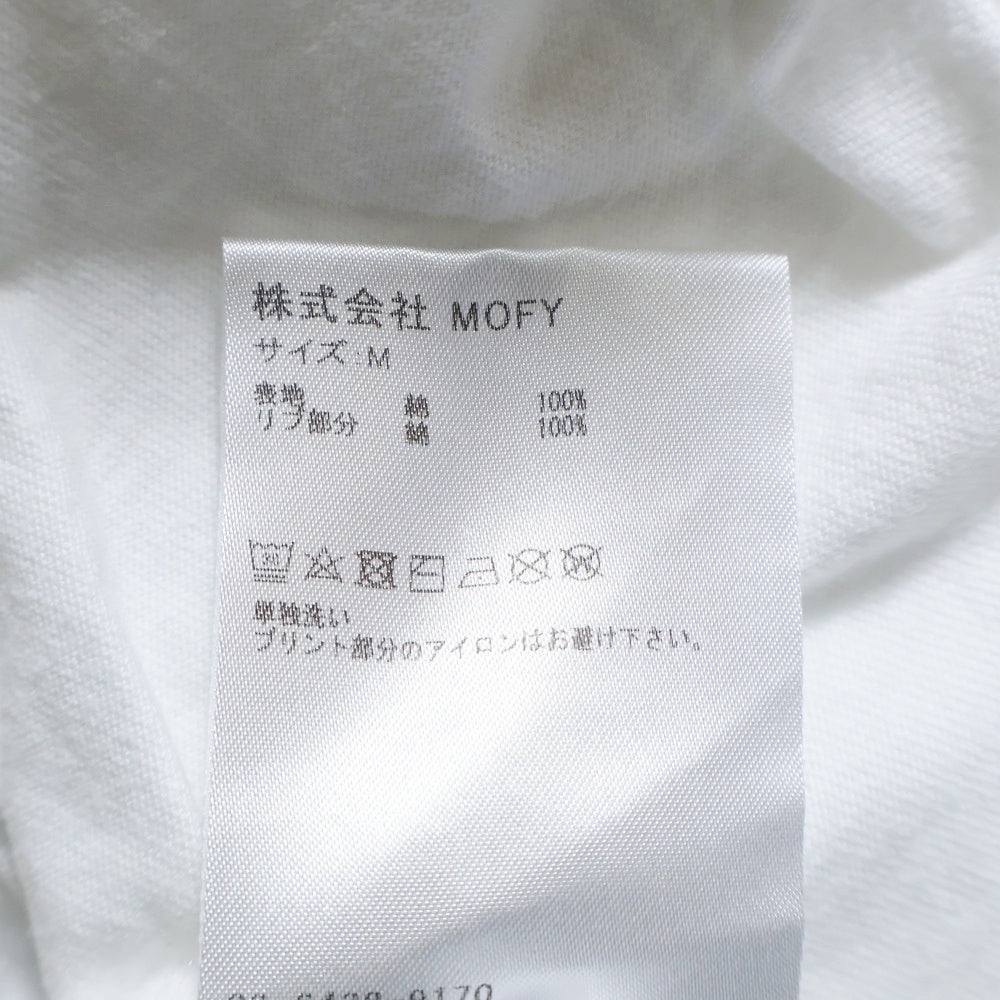 株式会社 MOFY
サイズ:M
表地 綿 100%
リブ部分 綿 100%
単独洗い
プリント部分のアイロンはお避け下さい。
9170